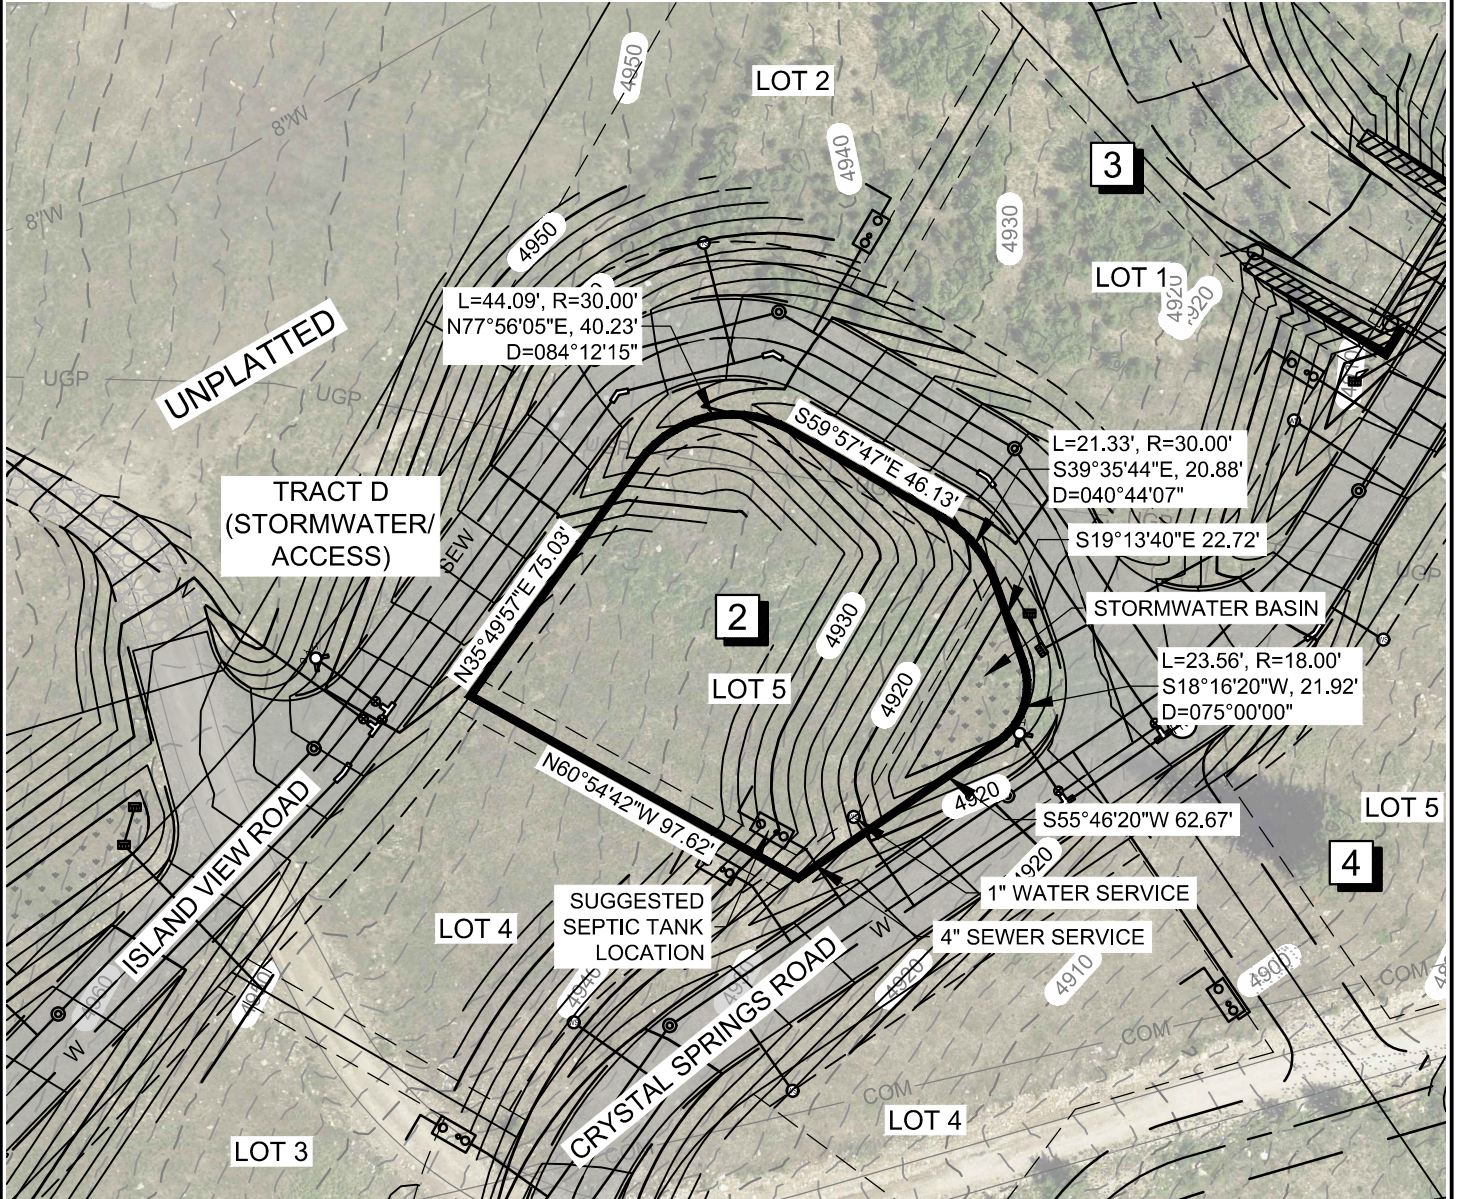 4950
LOT 2
8"W
4940
3
8"W
4930
4950
LOT 1
4920
4920
L=44.09', R=30.00'
N77°56'05"E, 40.23'
D=084°12'15"
UNPLATTED
UGP
UGP
S59°57'47"E 46.13'
L=21.33', R=30.00'
S39°35'44"E, 20.88'
D=040°44'07"
TRACT D
(STORMWATER/
ACCESS)
SEW
S19°13'40"E 22.72'
UGP
N35°49'57"E 75.03'
2
4930
STORMWATER BASIN
LOT 5
4920
L=23.56', R=18.00'
S18°16'20"W, 21.92'
D=075°00'00"
N60°54'42"W 97.62'
4920
S55°46'20"W 62.67'
LOT 5
4
ISLAND VIEW ROAD
4920
1" WATER SERVICE
SUGGESTED
SEPTIC TANK
LOCATION
LOT 4
W
4" SEWER SERVICE
4940
4920
4910
4900
COM
W
CRYSTAL SPRINGS ROAD
COM
COM
LOT 4
LOT 3